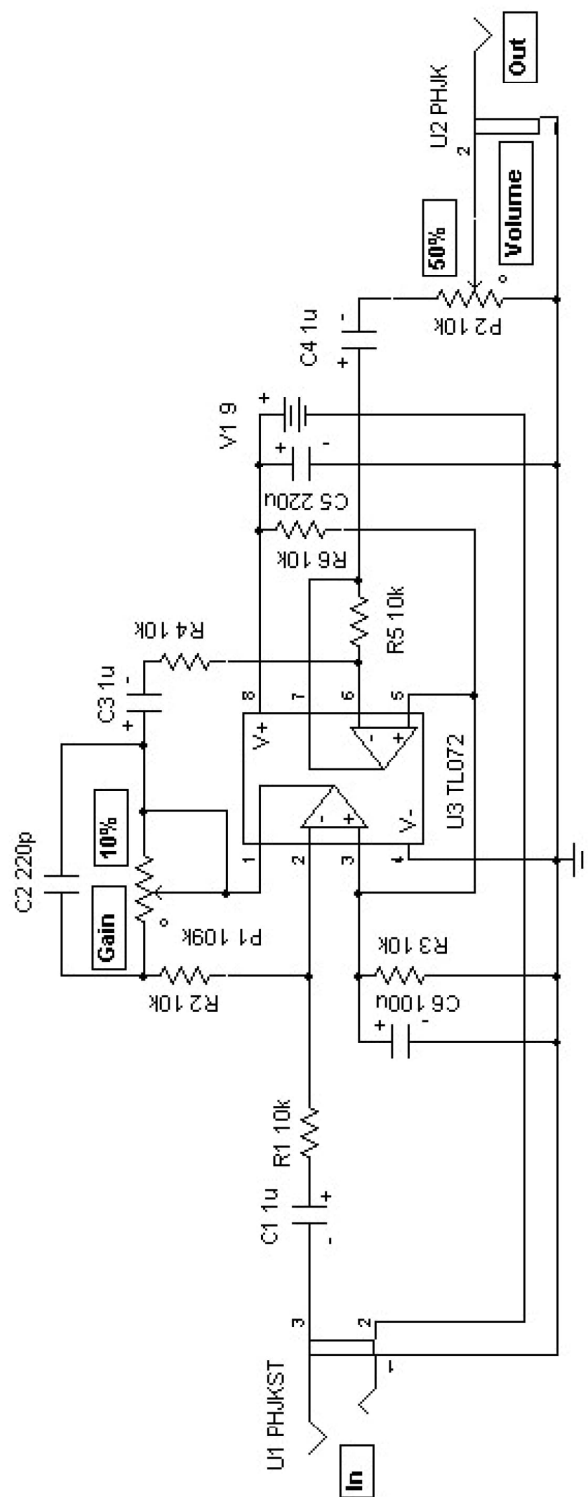 U1 PHJKST
In
3
2
1
C1 1u
-
+
R1 10k
C2 220p
Gain
10%
P1 109k
R2 10k
C3 1u
+
-
R4 10k
1
2
3
4
8
7
6
5
V+
V-
-
+
-
+
U3 TL072
R3 10k
C6 100u
+
-
R5 10k
R6 10k
C5 220u
+
-
V1 9
+
C4 1u
+
-
P2 10k
50%
Volume
U2 PHJK
2
Out